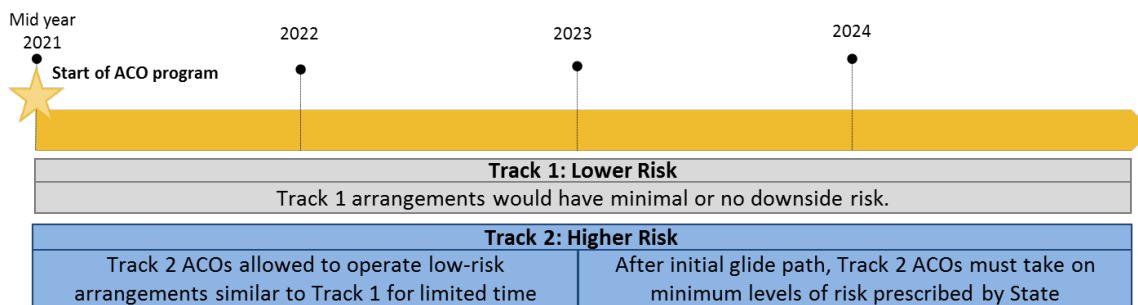 Mid year
2021
2022
2023
2024
Start of ACO program
Track 1: Lower Risk
Track 1 arrangements would have minimal or no downside risk.
Track 2: Higher Risk
Track 2 ACOs allowed to operate low-risk
arrangements similar to Track 1 for limited time
After initial glide path, Track 2 ACOs must take on
minimum levels of risk prescribed by State